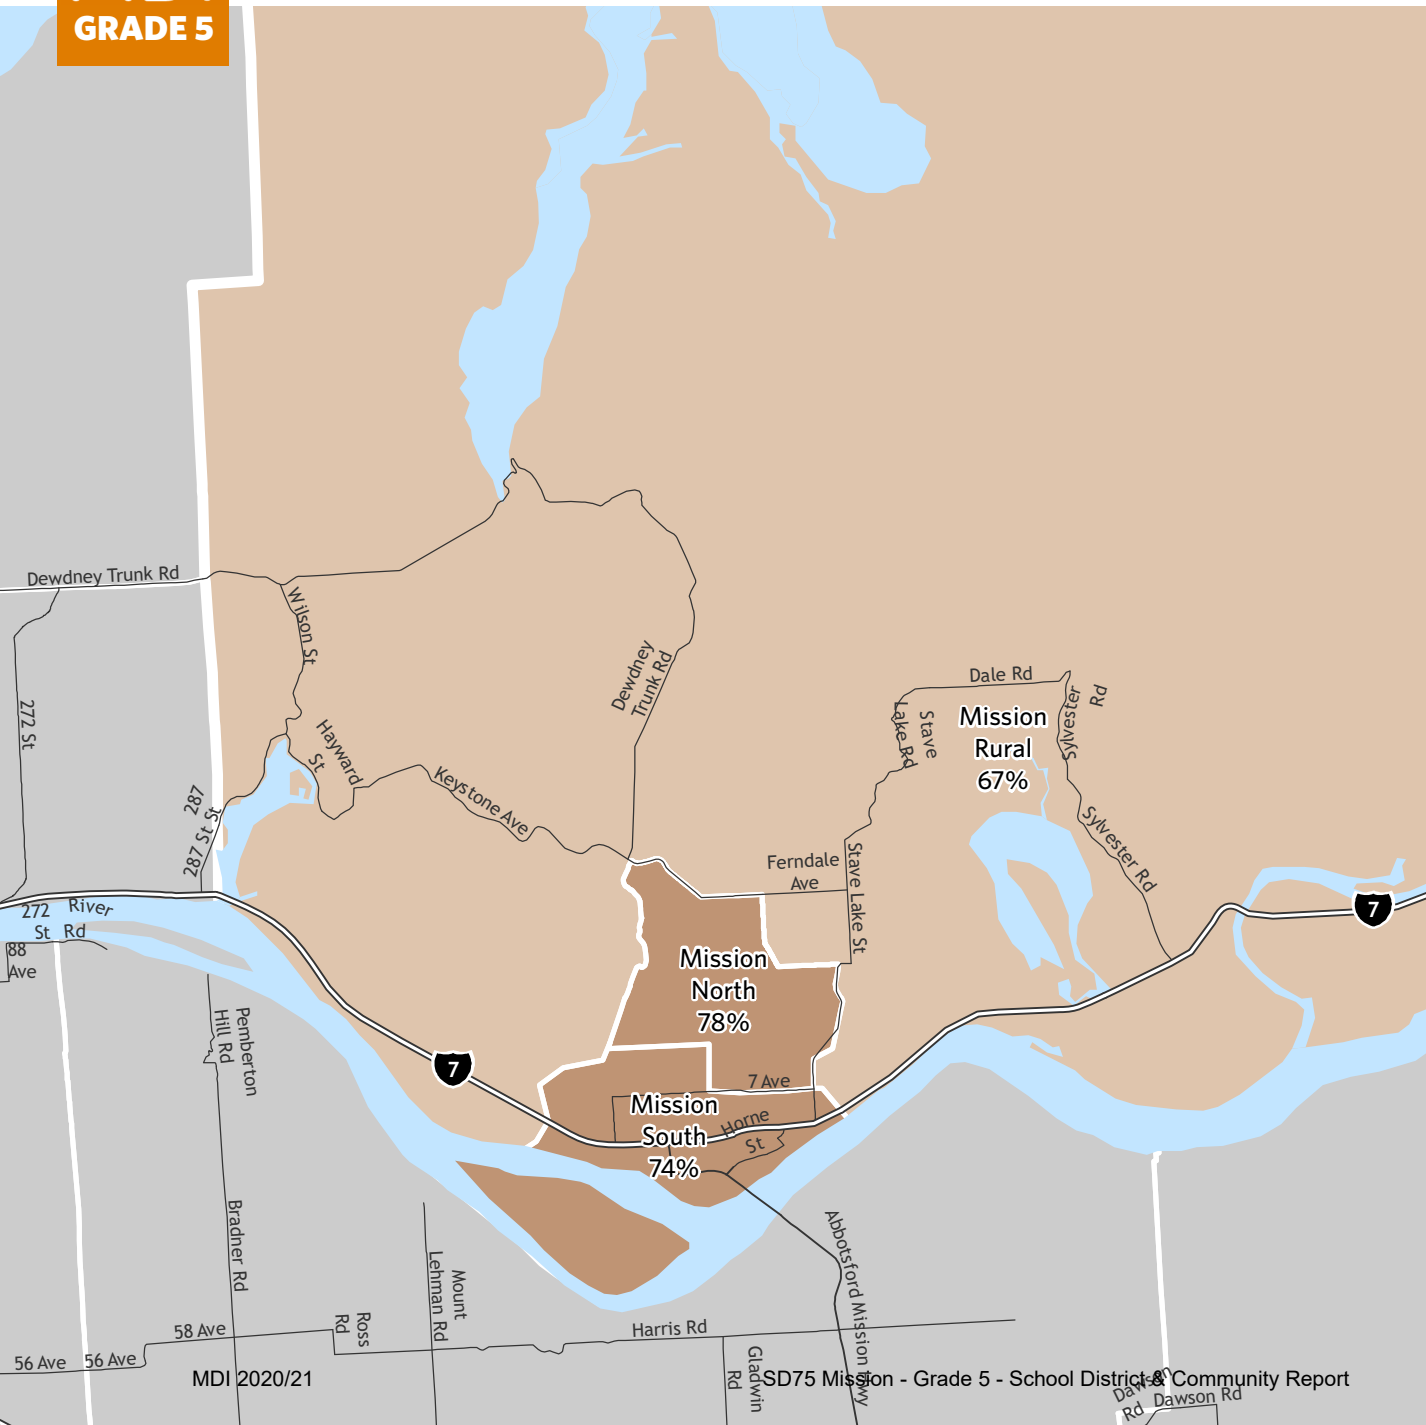 GRADE 5
Dewdney Trunk Rd
Wilson St
272 St
Dewdney
Trunk Rd
Dale Rd
Sylvester
Rd
Stave
Lake Rd
Mission
Rural
67%
Hayward
St
Keystone Ave
287
287 St St
Sylvester Rd
Ferndale
Ave
Stave Lake St
7
272 River
St Rd
88
Ave
Mission
North
78%
Pemberton
Hill Rd
7
7 Ave
Mission
South
74%
Horne
St
Bradner Rd
Abbotsford Mission Hwy
Mount
Lehman Rd
Ross
Rd
58 Ave
Harris Rd
56 Ave 56 Ave
Gladwin
Rd
MDI 2020/21
SD75 Mission - Grade 5 - School District & Community Report
Dawson
Rd
Dawson Rd